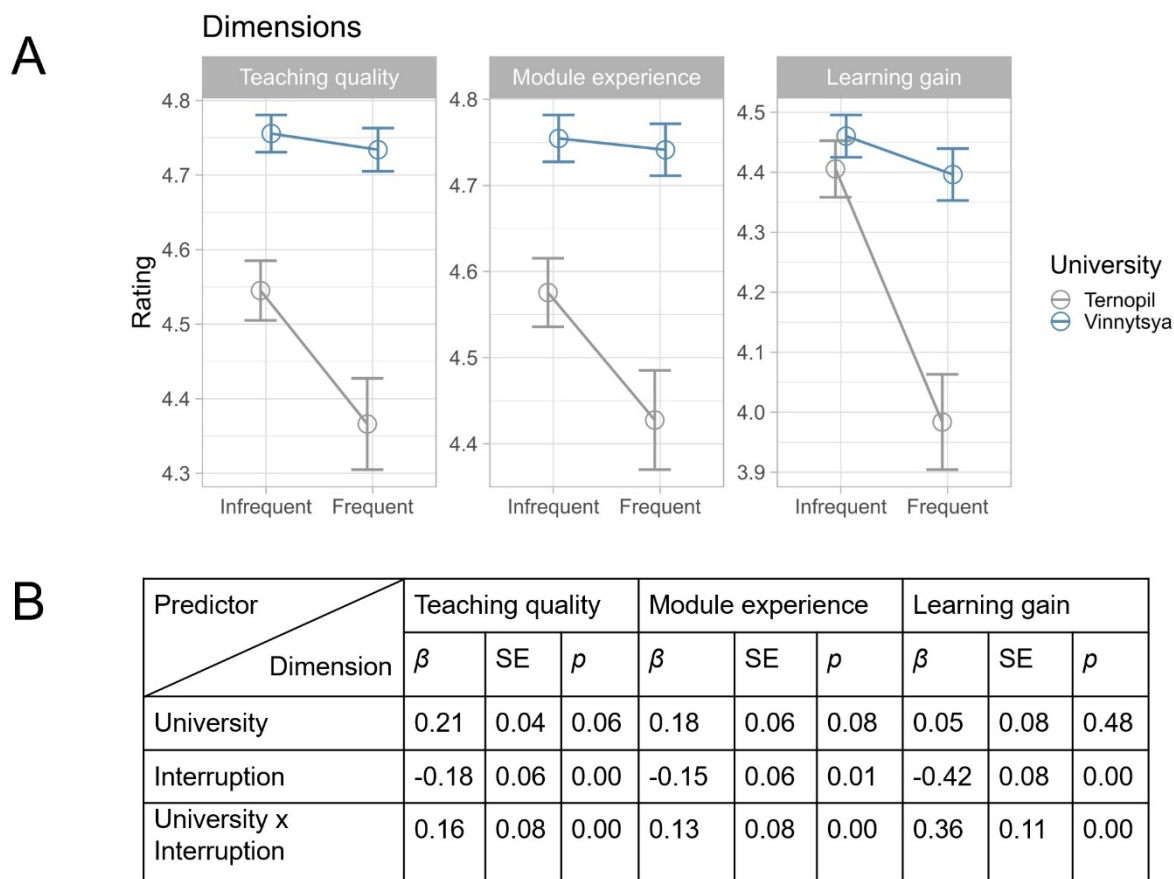 A
Dimensions
Teaching quality
Module experience
Learning gain
Rating
4.8
4.7
4.6
4.5
4.4
4.3
Infrequent Frequent
4.8
4.7
4.6
4.5
4.4
Infrequent Frequent
4.5
4.4
4.3
4.2
4.1
4.0
3.9
Infrequent Frequent
University
Ternopil
Vinnytsya
B
Predictor
Dimension
Teaching quality Module experience Learning gain
β SE p β SE p β SE p
University 0.21 0.04 0.06 0.18 0.06 0.08 0.05 0.08 0.48
Interruption -0.18 0.06 0.00 -0.15 0.06 0.01 -0.42 0.08 0.00
University x
Interruption 0.16 0.08 0.00 0.13 0.08 0.00 0.36 0.11 0.00